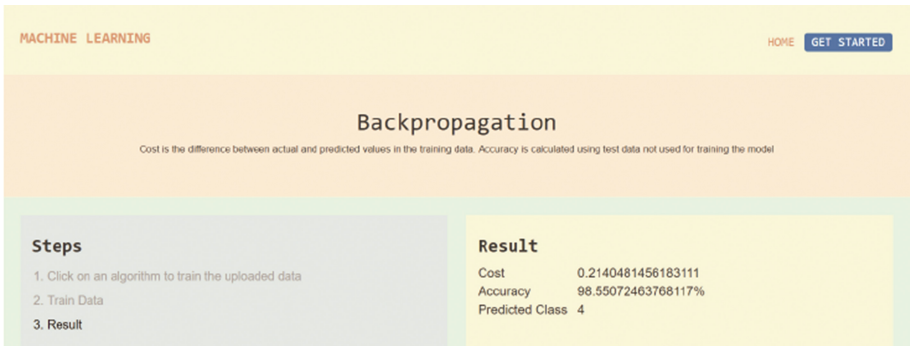 MACHINE LEARNING
HOME GET STARTED
Backpropagation
Cost is the difference between actual and predicted values in the training data. Accuracy is calculated using test data not used for training the model
Steps
1. Click on an algorithm to train the uploaded data
2. Train Data
3. Result
Result
Cost 0.2140481456183111
Accuracy 98.55072463768117%
Predicted Class 4